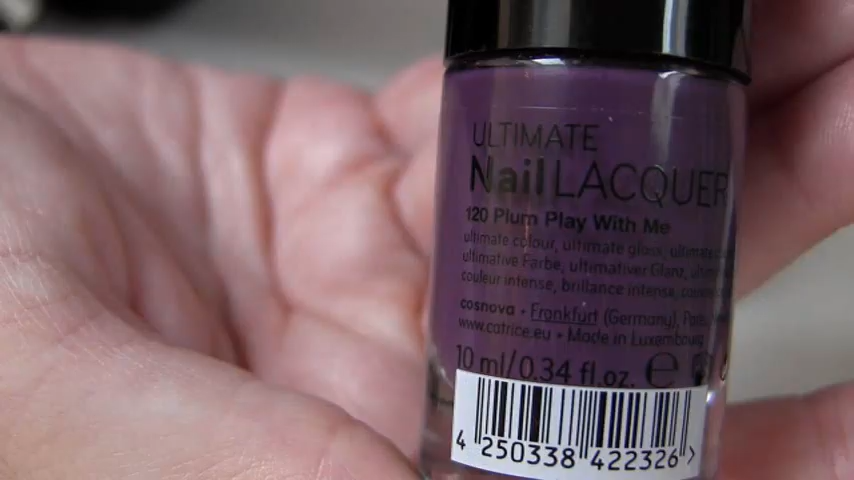 ULTIMATE
Nail LACQUER
120 Plum Play With Me
ultimate colour, ultimate gloss, ultimate
ultimative Farbe, ultimativer Glanz,
couleur intense, brillance intense,
cosnova • Frankfurt (Germany), Paris,
www.catrice.eu • Made in Luxembourg
10 ml/0.34 fl.oz. e
4 250338 422326 >